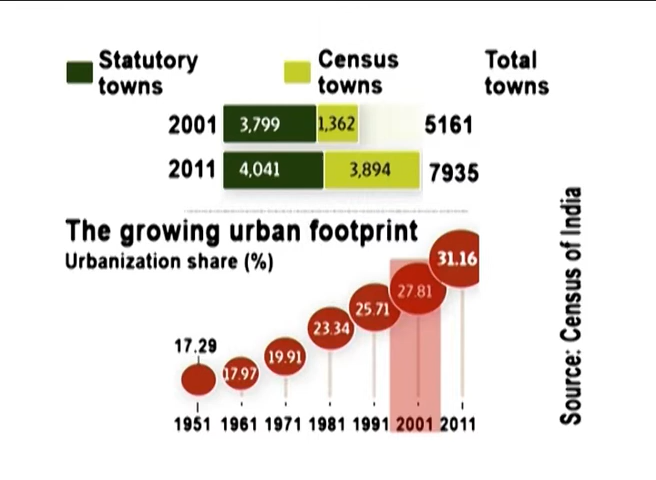 Statutory towns
Census towns
Total towns
2001 3,799 1,362 5161
2011 4,041 3,894 7935
The growing urban footprint
Urbanization share (%)
17.29 17.97 19.91 23.34 25.71 27.81 31.16
1951 1961 1971 1981 1991 2001 2011
Source: Census of India